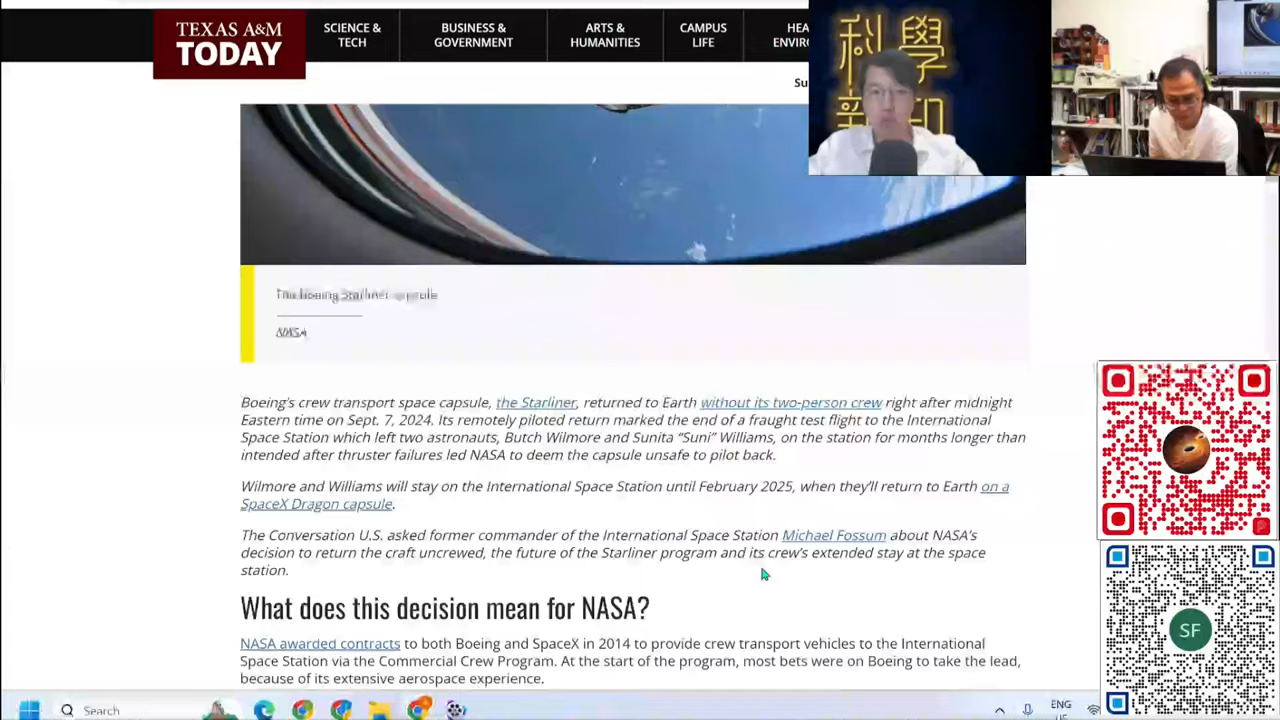 TEXAS A&M
TODAY
SCIENCE &
TECH
BUSINESS &
GOVERNMENT
ARTS &
HUMANITIES
CAMPUS
LIFE
HEA
ENVIRO
Su
科學
印
The Boeing Starliner capsule
NASA
Boeing's crew transport space capsule, the Starliner, returned to Earth without its two-person crew right after midnight
Eastern time on Sept. 7, 2024. Its remotely piloted return marked the end of a fraught test flight to the International
Space Station which left two astronauts, Butch Wilmore and Sunita “Suni” Williams, on the station for months longer than
intended after thruster failures led NASA to deem the capsule unsafe to pilot back.
Wilmore and Williams will stay on the International Space Station until February 2025, when they'll return to Earth on a
SpaceX Dragon capsule.
The Conversation U.S. asked former commander of the International Space Station Michael Fossum about NASA's
decision to return the craft uncrewed, the future of the Starliner program and its crew's extended stay at the space
station.
What does this decision mean for NASA?
NASA awarded contracts to both Boeing and SpaceX in 2014 to provide crew transport vehicles to the International
Space Station via the Commercial Crew Program. At the start of the program, most bets were on Boeing to take the lead,
because of its extensive aerospace experience.
SF
Search
ENG